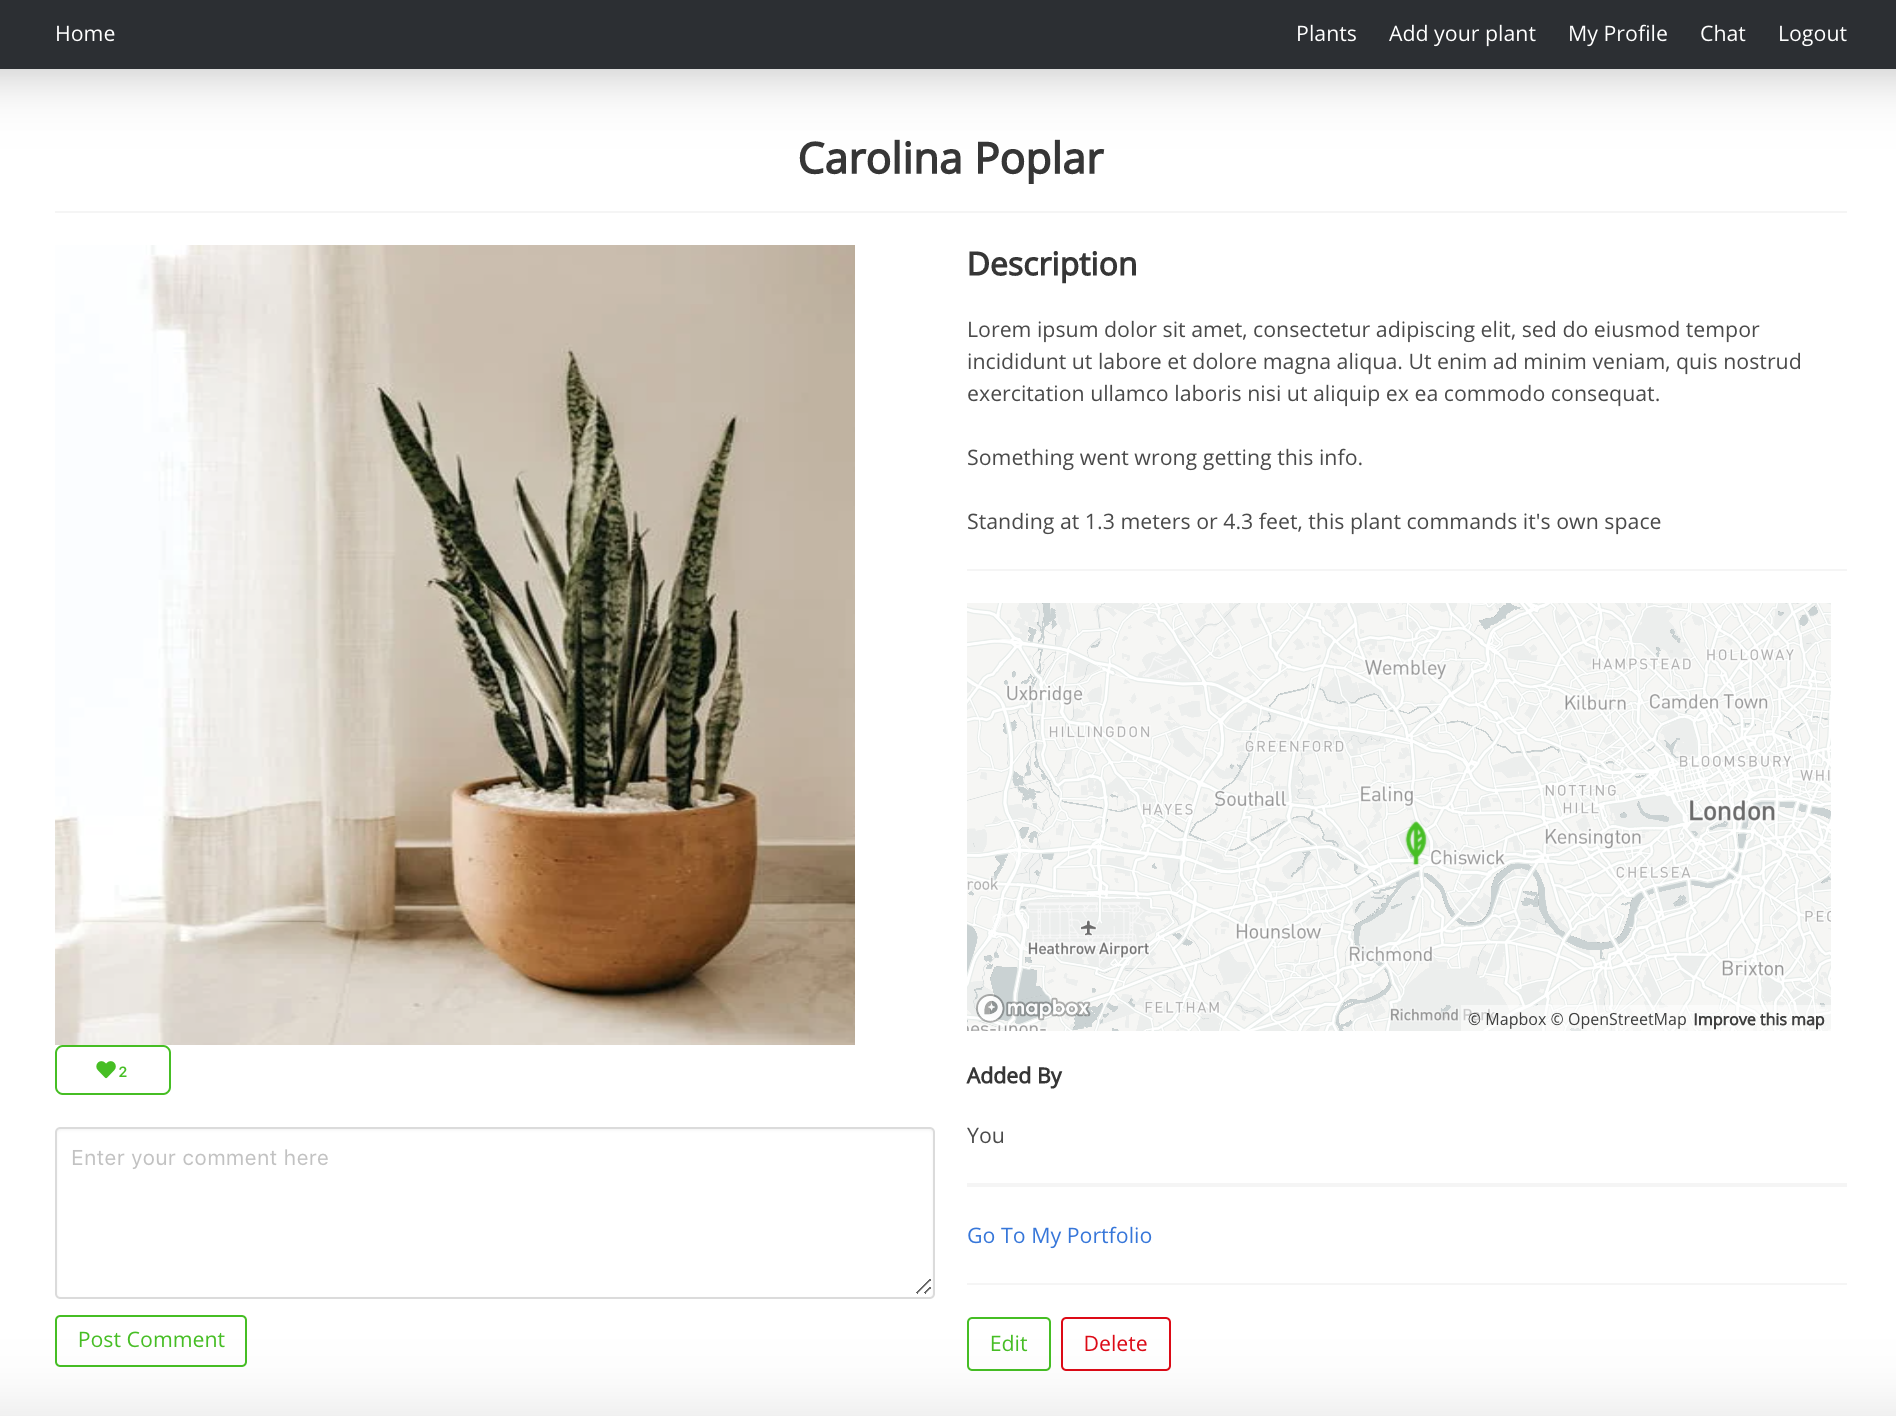 Home
Plants
Add your plant
My Profile
Chat
Logout
Carolina Poplar
Description
Lorem ipsum dolor sit amet, consectetur adipiscing elit, sed do eiusmod tempor
incididunt ut labore et dolore magna aliqua. Ut enim ad minim veniam, quis nostrud
exercitation ullamco laboris nisi ut aliquip ex ea commodo consequat.
Something went wrong getting this info.
Standing at 1.3 meters or 4.3 feet, this plant commands it's own space
Wembley
HAMPSTEAD
HOLLOWAY
Uxbridge
Kilburn
Camden Town
HILLINGDON
GREENFORD
BLOOMSBURY
WHI
HAYES
Southall
Ealing
NOTTING
HILL
London
Kensington
Chiswick
CHELSEA
rook
PEC
Heathrow Airport
Hounslow
Richmond
Brixton
mapbox
FELTHAM
Richmond
© Mapbox © OpenStreetMap Improve this map
2
Added By
You
Enter your comment here
Go To My Portfolio
Post Comment
Edit
Delete